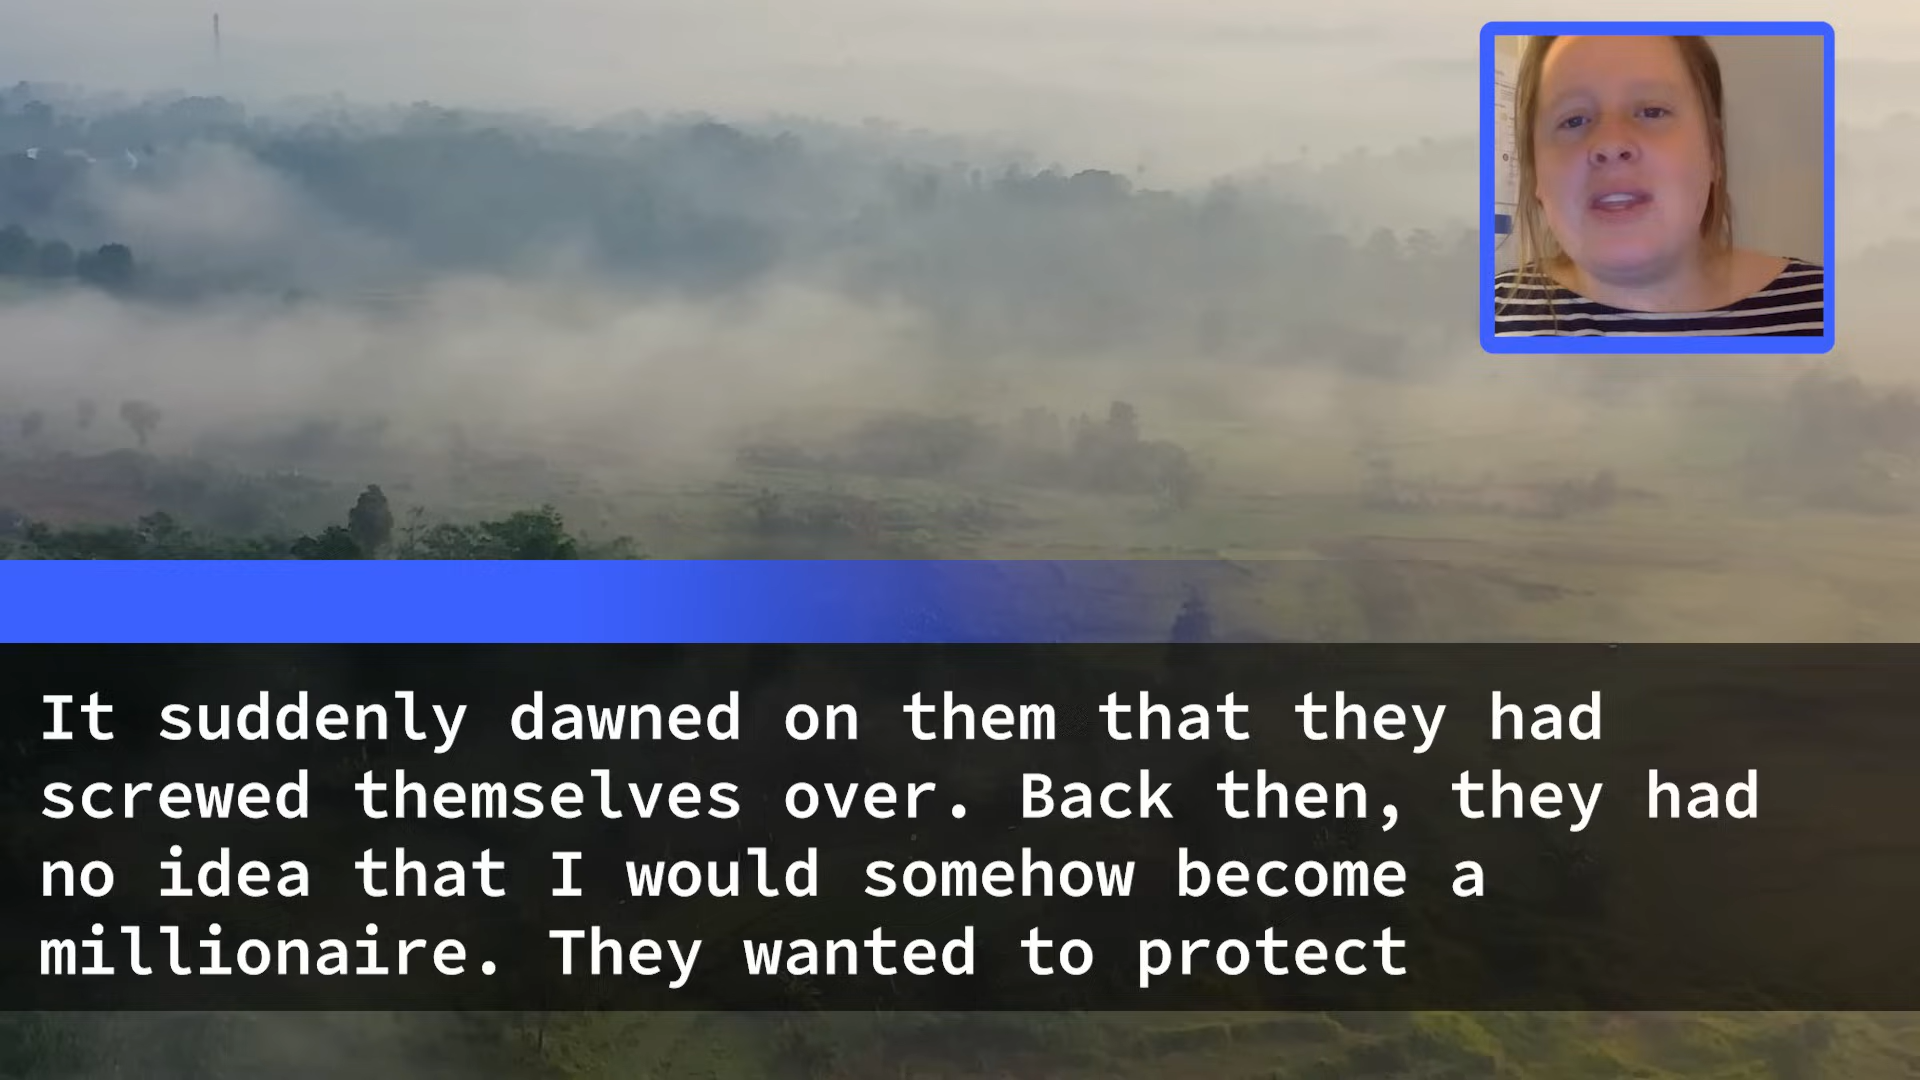 It suddenly dawned on them that they had
screwed themselves over. Back then, they had
no idea that I would somehow become a
millionaire. They wanted to protect